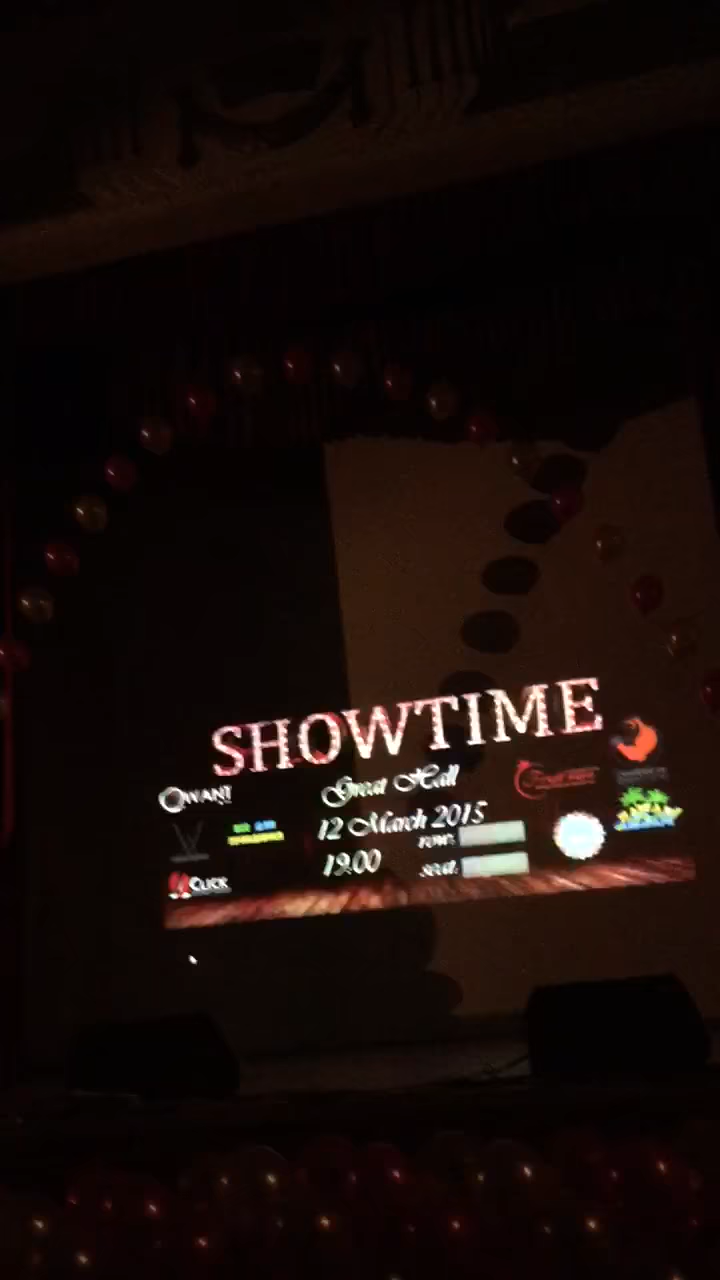 SHOWTIME
QWANT
Great Hall
12 March 2015
row:
19.00
seat:
CLICK